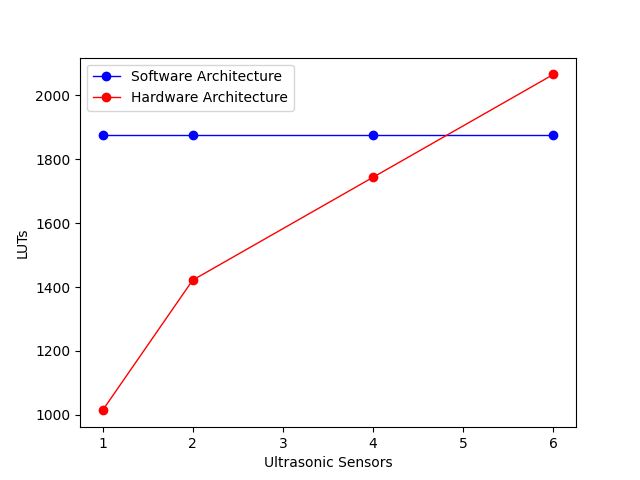 Software Architecture
Hardware Architecture
2000
1800
1600
1400
1200
1000
LUTs
1 2 3 4 5 6
Ultrasonic Sensors